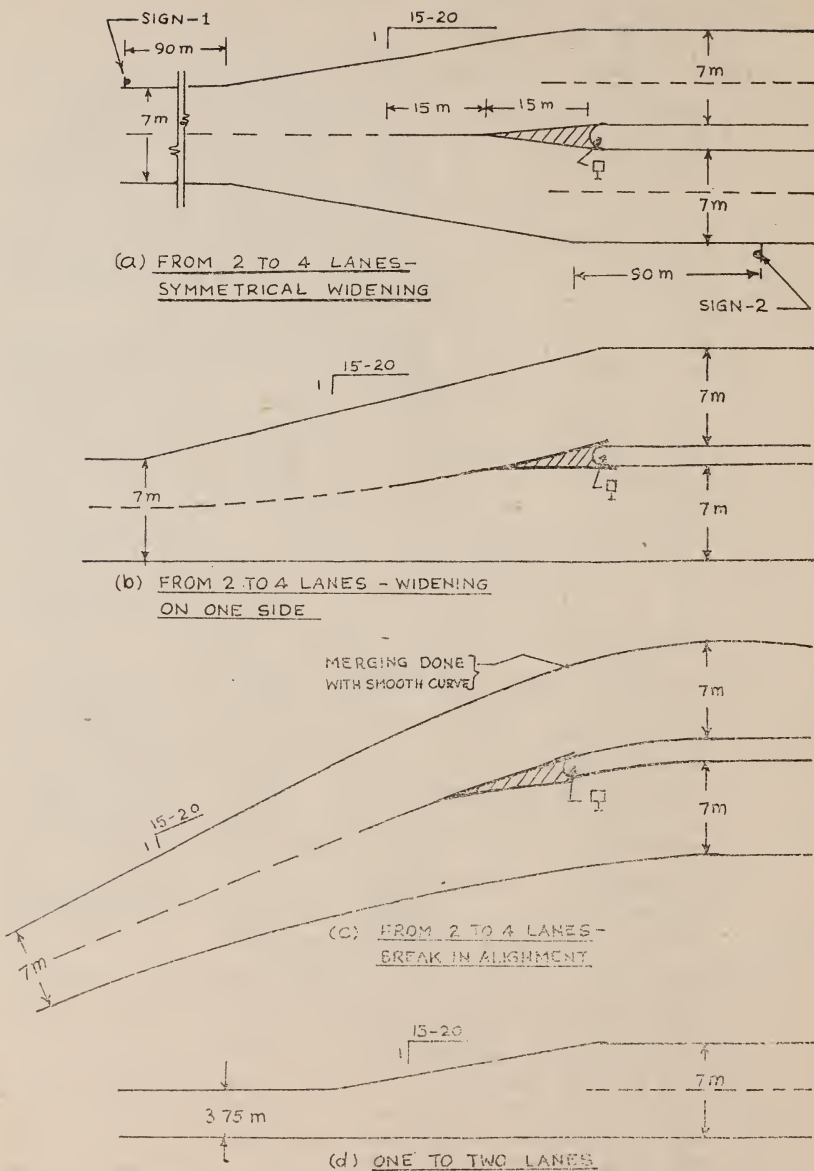 SIGN-1
90 m
15-20
1
7m
15 m
15 m
7m
7m
90 m
SIGN-2
(a) FROM 2 TO 4 LANES-
SYMMETRICAL WIDENING
15-20
1
7m
7m
7m
(b) FROM 2 TO 4 LANES - WIDENING
ON ONE SIDE
MERGING DONE
WITH SMOOTH CURVE
15-20
1
7m
7m
7m
(c) FROM 2 TO 4 LANES-
BREAK IN ALIGNMENT
15-20
1
3 75 m
7m
(d) ONE TO TWO LANES